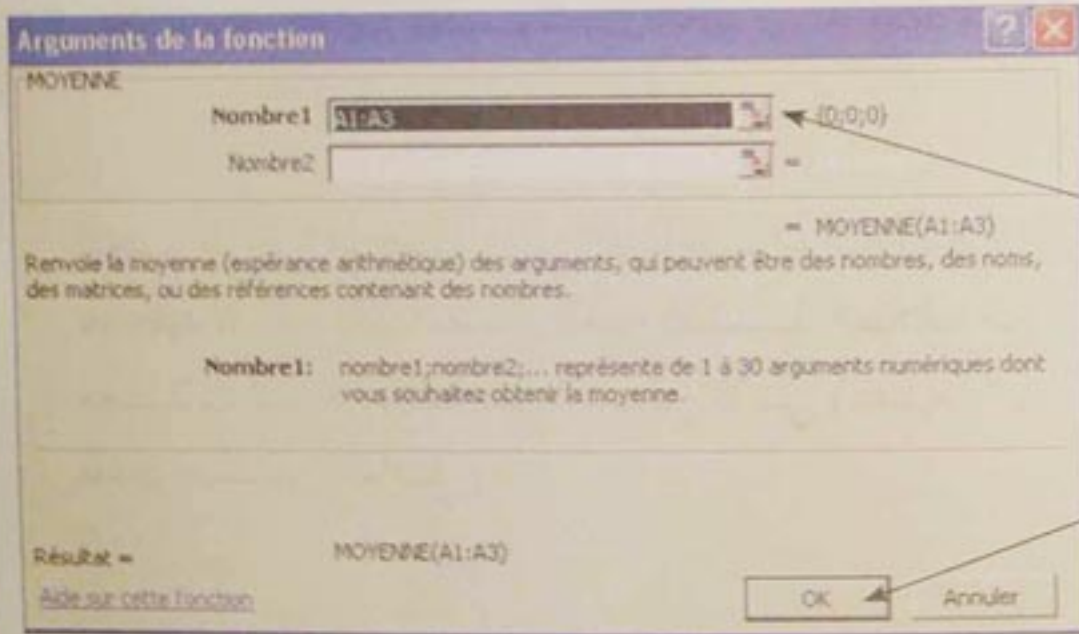 Arguments de la fonction
MOYENNE
Nombre1 A1:A3 {0;0;0}
Nombre2 =
= MOYENNE(A1:A3)
Renvoie la moyenne (espérance arithmétique) des arguments, qui peuvent être des nombres, des noms,
des matrices, ou des références contenant des nombres.
Nombre1: nombre1;nombre2;... représente de 1 à 30 arguments numériques dont
vous souhaitez obtenir la moyenne.
Résultat = MOYENNE(A1:A3)
Aide sur cette fonction
OK Annuler